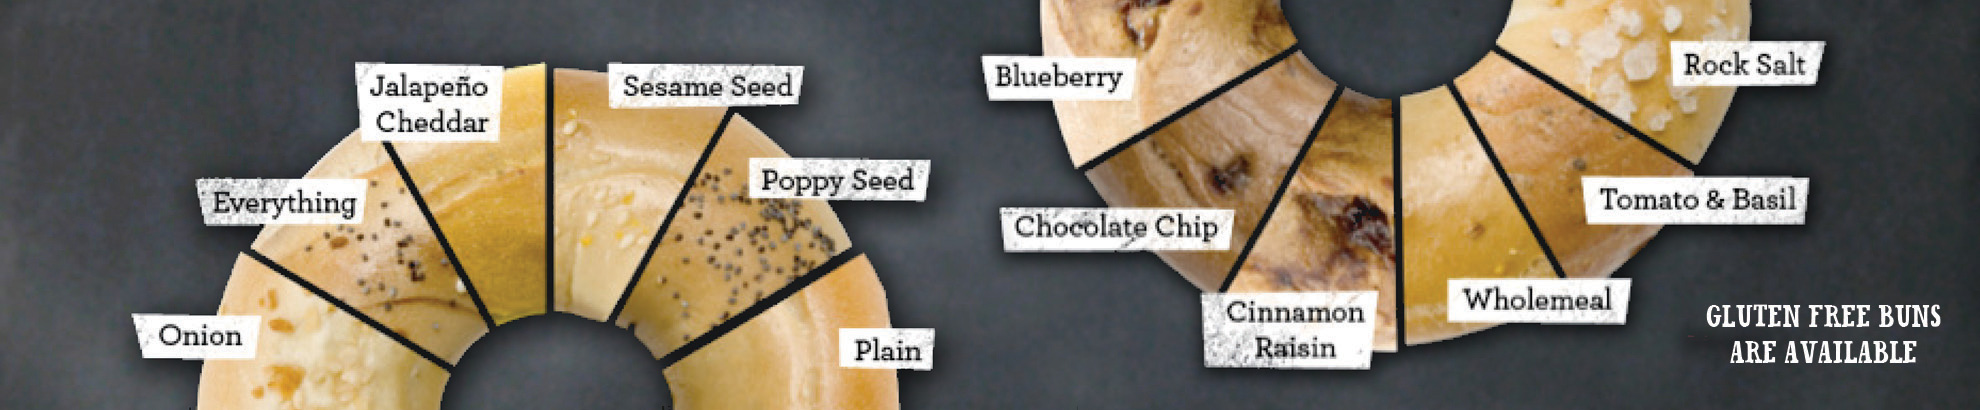 Jalapeño
Cheddar
Sesame Seed
Everything
Poppy Seed
Onion
Plain
Blueberry
Rock Salt
Chocolate Chip
Tomato & Basil
Cinnamon
Raisin
Wholemeal
GLUTEN FREE BUNS
ARE AVAILABLE